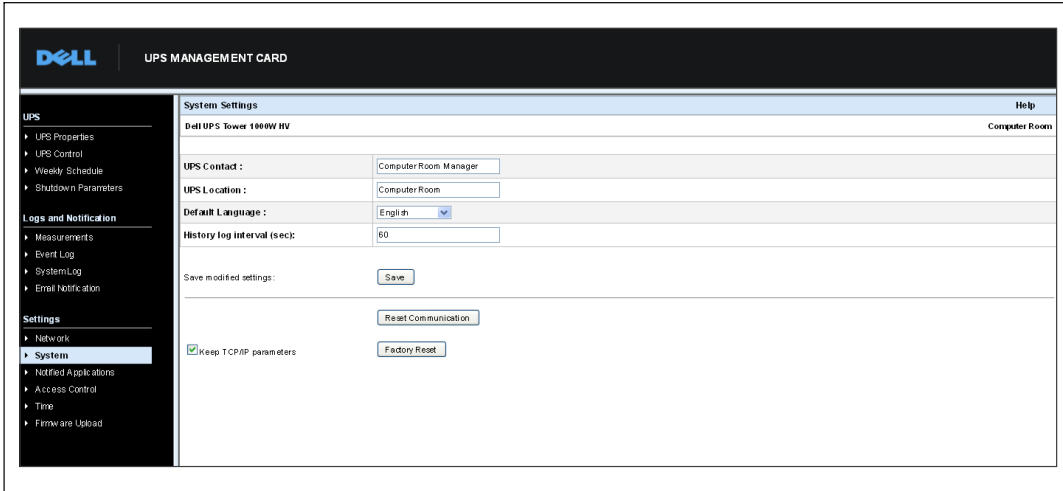 DELL
UPS MANAGEMENT CARD
UPS
UPS Properties
UPS Control
Weekly Schedule
Shutdown Parameters
Logs and Notification
Measurements
Event Log
System Log
Email Notification
Settings
Network
System
Notified Applications
Access Control
Time
Firmware Upload
System Settings Help
Dell UPS Tower 1000W HV Computer Room
UPS Contact : Computer Room Manager
UPS Location : Computer Room
Default Language : English
History log interval (sec): 60
Save modified settings: Save
Reset Communication
Keep TCP/IP parameters Factory Reset